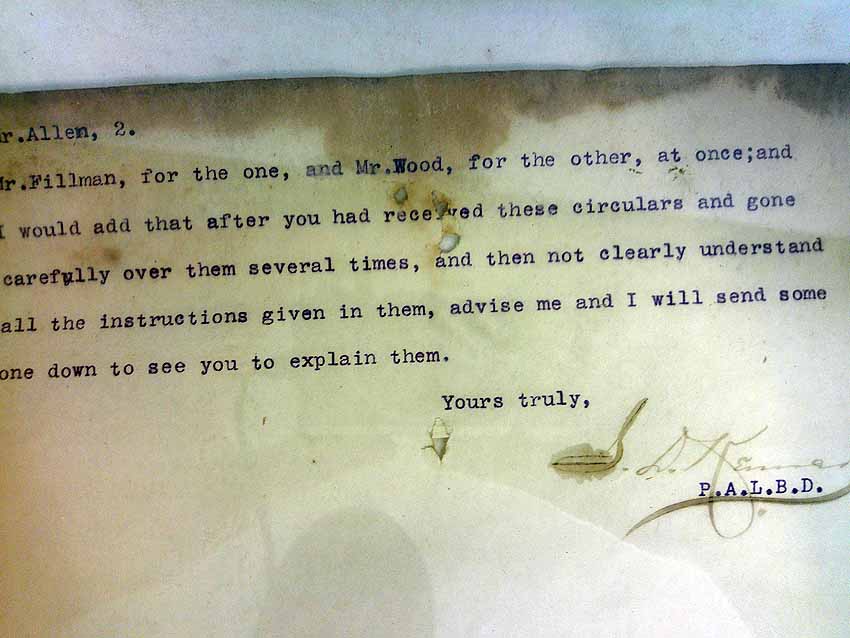 r.Allen, 2.
Mr.Fillman, for the one, and Mr.Wood, for the other, at once;and
I would add that after you had received these circulars and gone
carefully over them several times, and then not clearly understand
all the instructions given in them, advise me and I will send some
one down to see you to explain them.
Yours truly,
P.A.L.B.D.